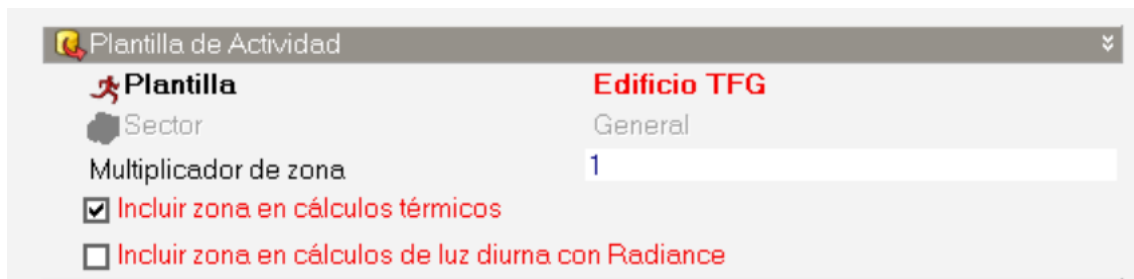 Plantilla de Actividad
Plantilla Edificio TFG
Sector General
Multiplicador de zona 1
Incluir zona en cálculos térmicos
Incluir zona en cálculos de luz diurna con Radiance